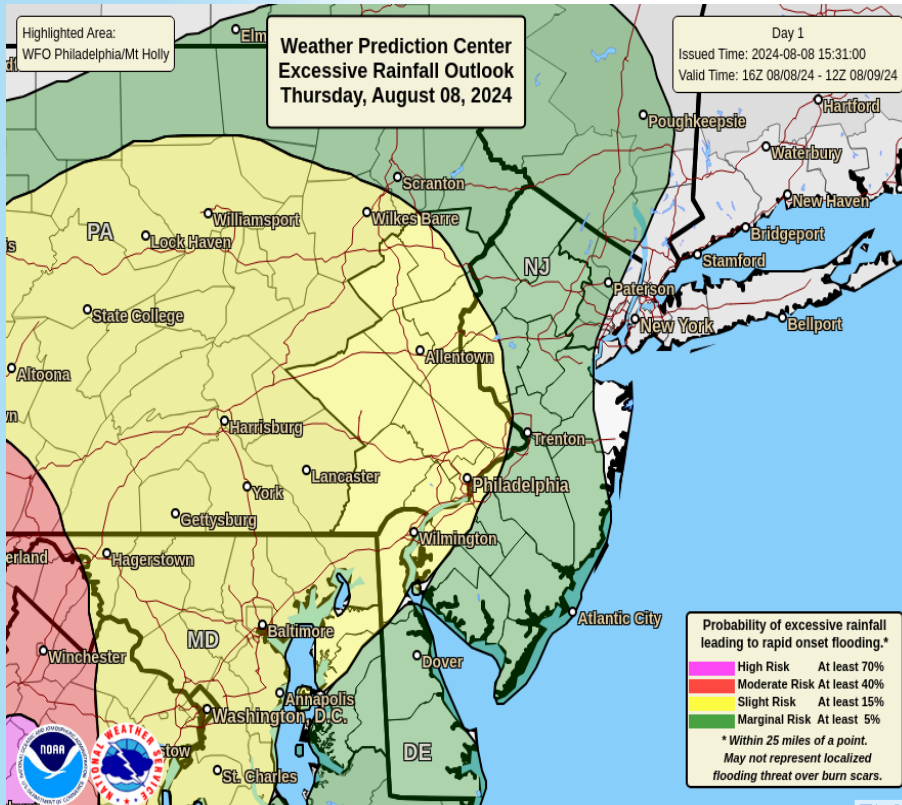 Highlighted Area:
WFO Philadelphia/Mt Holly
Weather Prediction Center
Excessive Rainfall Outlook
Thursday, August 08, 2024
Day 1
Issued Time: 2024-08-08 15:31:00
Valid Time: 16Z 08/08/24 - 12Z 08/09/24
Elm
Hartford
Poughkeepsie
Waterbury
Scranton
New Haven
Williamsport
Wilkes Barre
PA
Lock Haven
Bridgeport
Stamford
NJ
Paterson
State College
New York
Bellport
Allentown
Altoona
Harrisburg
Trenton
Lancaster
York
Philadelphia
Gettysburg
Wilmington
Hagerstown
erland
Atlantic City
Baltimore
MD
Winchester
Dover
Annapolis
Washington, D.C.
stow
DE
St. Charles
NOAA
NATIONAL WEATHER SERVICE
Probability of excessive rainfall
leading to rapid onset flooding.*
High Risk At least 70%
Moderate Risk At least 40%
Slight Risk At least 15%
Marginal Risk At least 5%
* Within 25 miles of a point.
May not represent localized
flooding threat over burn scars.